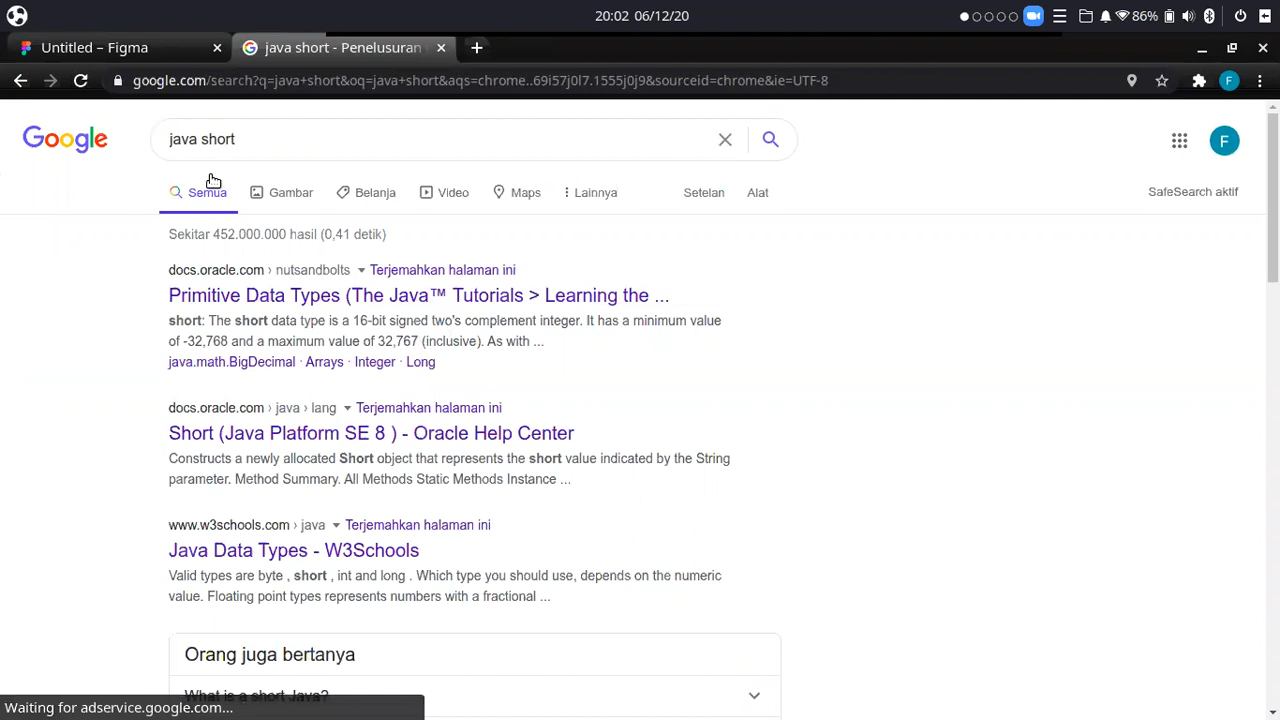 20:02 06/12/20
86%
Untitled – Figma
java short - Penelusuran
google.com/search?q=java+short&oq=java+short&aqs=chrome..69i57j0l7.1555j0j9&sourceid=chrome&ie=UTF-8
F
Google
java short
F
Semua
Gambar
Belanja
Video
Maps
Lainnya
Setelan
Alat
SafeSearch aktif
Sekitar 452.000.000 hasil (0,41 detik)
docs.oracle.com › nutsandbolts Terjemahkan halaman ini
Primitive Data Types (The Java™ Tutorials > Learning the ...
short: The short data type is a 16-bit signed two's complement integer. It has a minimum value
of -32,768 and a maximum value of 32,767 (inclusive). As with ...
java.math.BigDecimal · Arrays · Integer · Long
docs.oracle.com › java › lang Terjemahkan halaman ini
Short (Java Platform SE 8 ) - Oracle Help Center
Constructs a newly allocated Short object that represents the short value indicated by the String
parameter. Method Summary. All Methods Static Methods Instance ...
www.w3schools.com › java Terjemahkan halaman ini
Java Data Types - W3Schools
Valid types are byte , short , int and long . Which type you should use, depends on the numeric
value. Floating point types represents numbers with a fractional ...
Orang juga bertanya
What is a short Java?
Waiting for adservice.google.com...